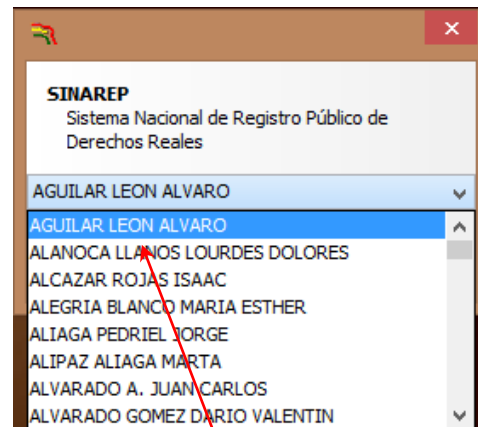 SINAREP
Sistema Nacional de Registro Público de
Derechos Reales
AGUILAR LEON ALVARO
AGUILAR LEON ALVARO
ALANOCA LLANOS LOURDES DOLORES
ALCAZAR ROJAS ISAAC
ALEGRIA BLANCO MARIA ESTHER
ALIAGA PEDRIEL JORGE
ALIPAZ ALIAGA MARTA
ALVARADO A. JUAN CARLOS
ALVARADO GOMEZ DARIO VALENTIN